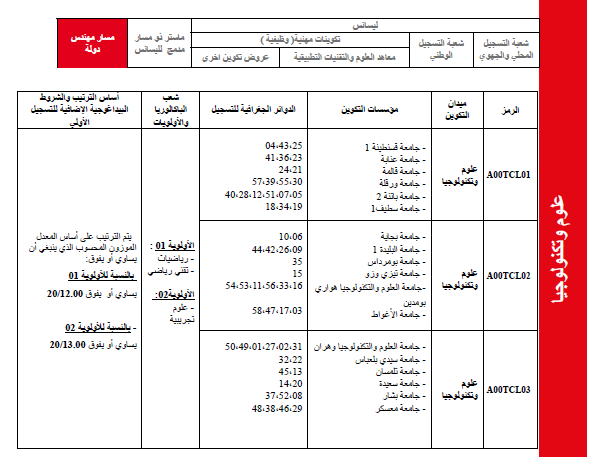 ليسانس
مسار مهندس دولة
ماستر ذو مسار مدمج لليسانس
تكوينات مهنية( وظيفية )
شعبة التسجيل الوطني
شعبة التسجيل المحلي والجهوي
عروض تكوين اخرى
معاهد العلوم والتقنيات التطبيقية
علوم وتكنولوجيا
الرمز
ميدان التكوين
مؤسسات التكوين
الدوائر الجغرافية للتسجيل
شعب الباكالوريا والأولويات
أساس الترتيب والشروط البيداغوجية الإضافية للتسجيل الأولي
A00TCL01
علوم وتكنولوجيا
- جامعة قسنطينة 1
04،43،25
- جامعة عنابة
41،36،23
- جامعة قالمة
24،21
- جامعة ورقلة
57،39،55،30
- جامعة باتنة 2
40،28،12،51،07،05
- جامعة سطيف1
18،34،19
A00TCL02
علوم وتكنولوجيا
- جامعة بجاية
10،06
- جامعة البليدة 1
44،42،26،09
- جامعة بومرداس
35
- جامعة تيزي وزو
15
-جامعة العلوم والتكنولوجيا هواري بومدين
54،53،11،56،33،16
- جامعة الأغواط
58،47،17،03
A00TCL03
علوم وتكنولوجيا
- جامعة العلوم والتكنولوجيا وهران
50،49،01،27،02،31
- جامعة سيدي بلعباس
32،22
- جامعة تلمسان
45،13
- جامعة سعيدة
14،20
- جامعة بشار
37،52،08
- جامعة معسكر
48،38،46،29
الأولوية 01 :
- رياضيات
- تقني رياضي
الأولوية02:
- علوم تجريبية
يتم الترتيب على أساس المعدل
الموزون المحسوب الذي ينبغي أن
يساوي أو يفوق:
- بالنسبة للأولوية 01
يساوي أو يفوق 20/12.00
- بالنسبة للأولوية 02
يساوي أو يفوق 20/13.00